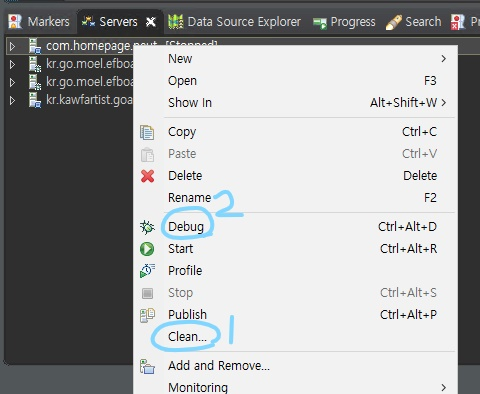 Markers Servers Data Source Explorer Progress Search P
com.homepage.pcut [Stopped]
kr.go.moel.efboa
kr.go.moel.efboa
kr.kawfartist.goa
New
Open F3
Show In Alt+Shift+W
Copy Ctrl+C
Paste Ctrl+V
Delete Delete
Rename F2
2
Debug Ctrl+Alt+D
Start Ctrl+Alt+R
Profile
Stop Ctrl+Alt+S
Publish Ctrl+Alt+P
Clean... 1
Add and Remove...
Monitoring